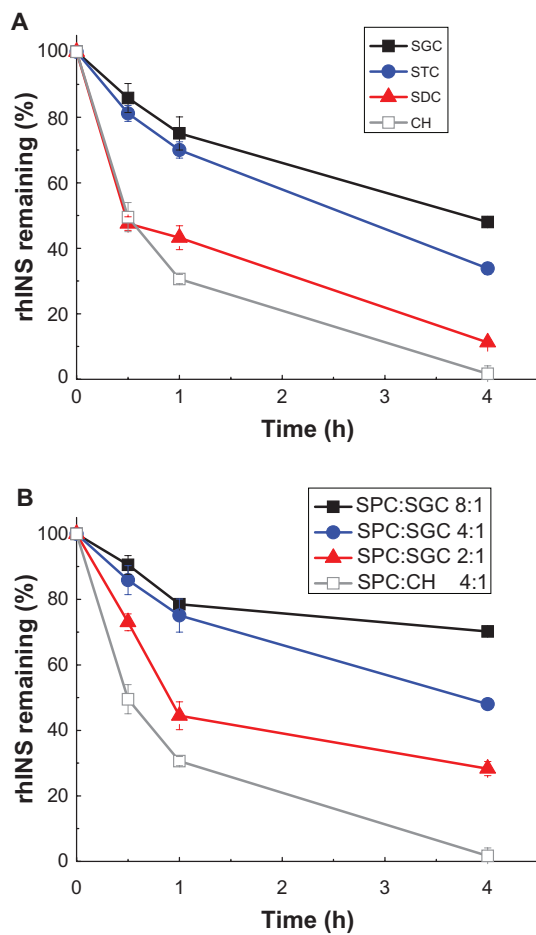 A
100
80
60
40
20
0
rhINS remaining (%)
SGC
STC
SDC
CH
0 1 2 3 4
Time (h)
B
100
80
60
40
20
0
rhINS remaining (%)
SPC:SGC 8:1
SPC:SGC 4:1
SPC:SGC 2:1
SPC:CH 4:1
0 1 2 3 4
Time (h)